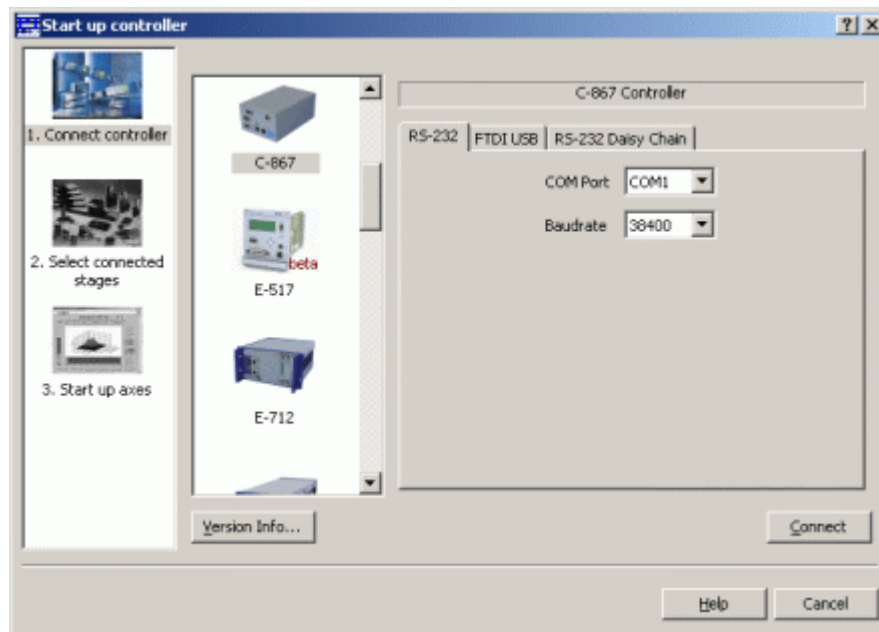 Start up controller
1. Connect controller
2. Select connected
stages
3. Start up axes
C-867
beta
E-517
E-712
Version Info...
C-867 Controller
RS-232 FTDI USB RS-232 Daisy Chain
COM Port COM1
Baudrate 38400
Connect
Help Cancel